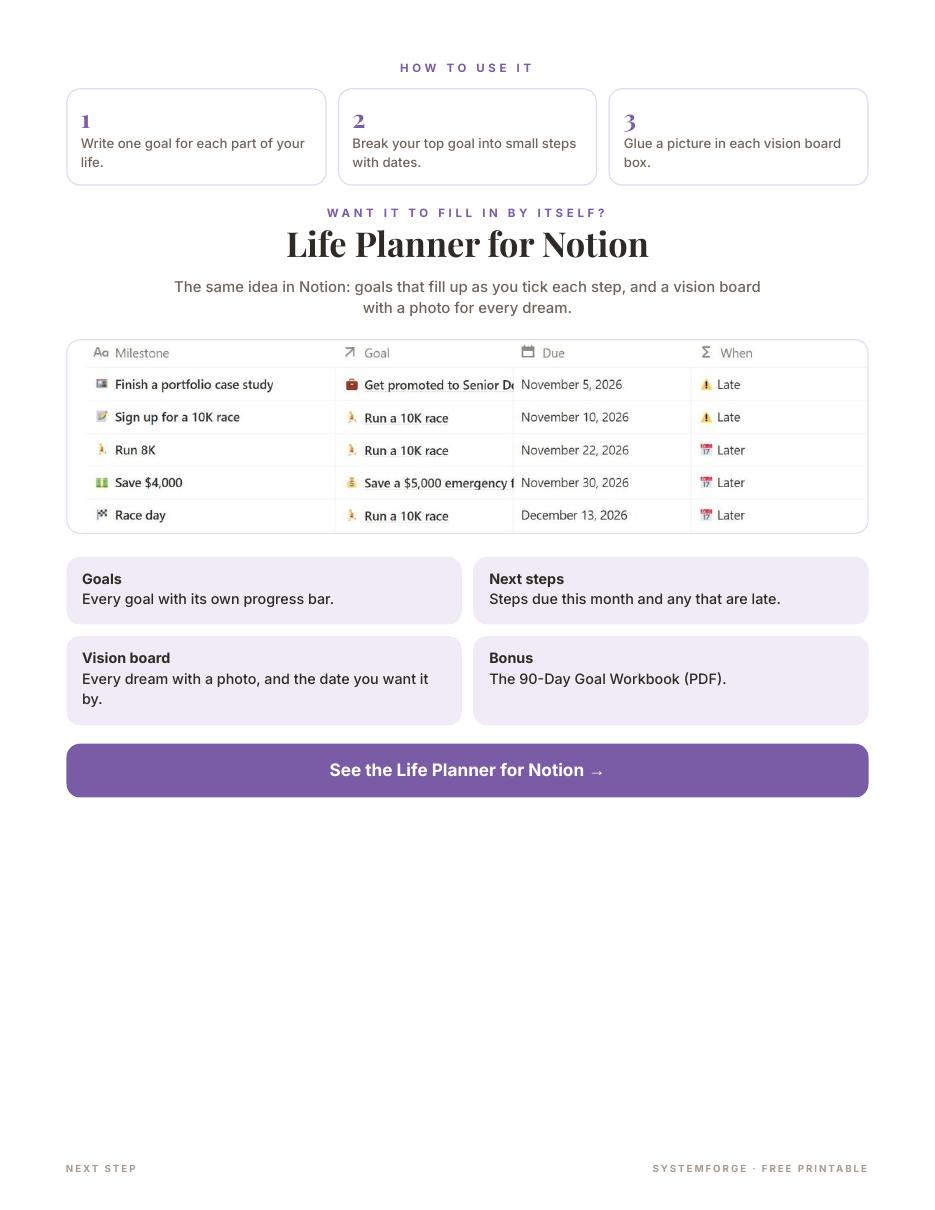 HOW TO USE IT
1
Write one goal for each part of your
life.
2
Break your top goal into small steps
with dates.
3
Glue a picture in each vision board
box.
WANT IT TO FILL IN BY ITSELF?
Life Planner for Notion
The same idea in Notion: goals that fill up as you tick each step, and a vision board
with a photo for every dream.
Aa Milestone Goal Due Σ When
Finish a portfolio case study Get promoted to Senior De November 5, 2026 Late
Sign up for a 10K race Run a 10K race November 10, 2026 Late
Run 8K Run a 10K race November 22, 2026 Later
Save $4,000 Save a $5,000 emergency f November 30, 2026 Later
Race day Run a 10K race December 13, 2026 Later
Goals
Every goal with its own progress bar.
Next steps
Steps due this month and any that are late.
Vision board
Every dream with a photo, and the date you want it
by.
Bonus
The 90-Day Goal Workbook (PDF).
See the Life Planner for Notion →
NEXT STEP
SYSTEMFORGE · FREE PRINTABLE